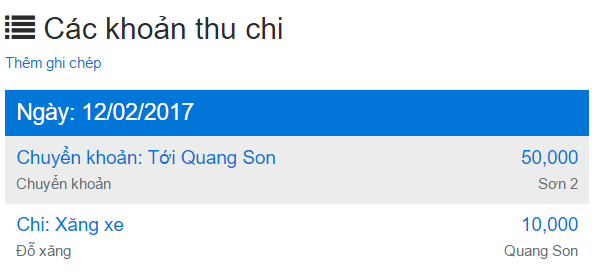 Các khoản thu chi
Thêm ghi chép
Ngày: 12/02/2017
Chuyển khoản: Tới Quang Son 50,000
Chuyển khoản Sơn 2
Chi: Xăng xe 10,000
Đỗ xăng Quang Son